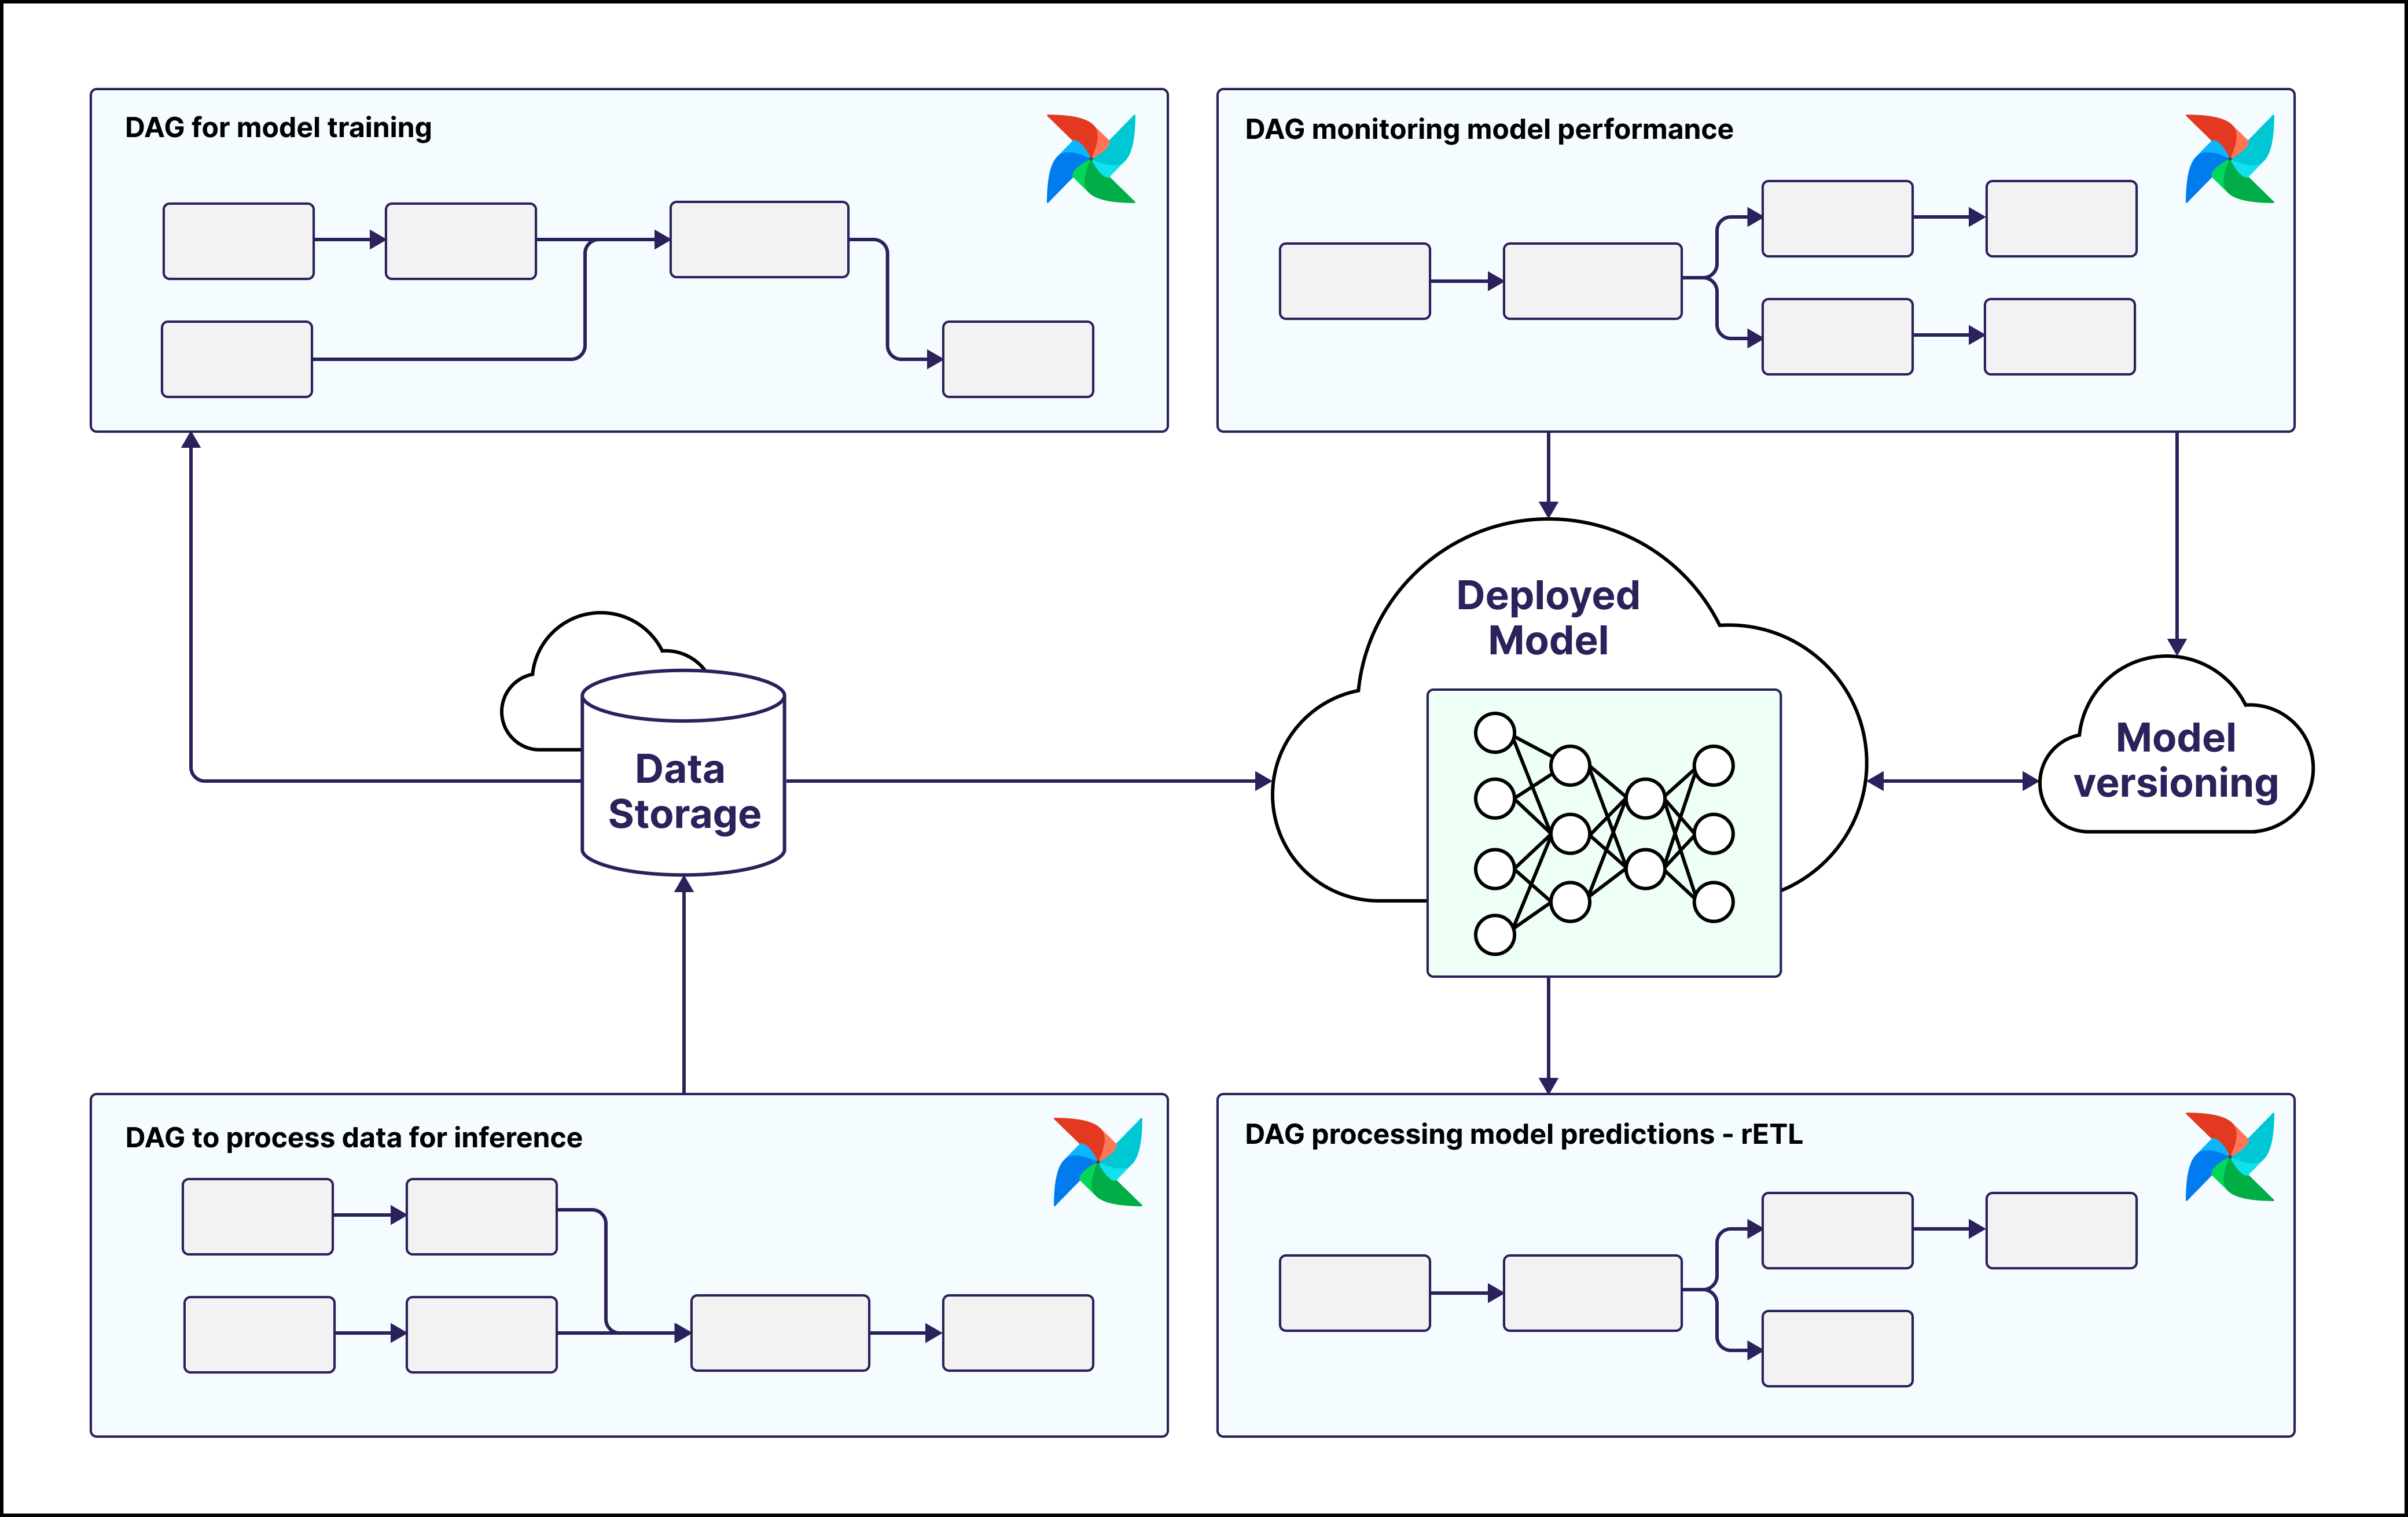 DAG for model training
DAG monitoring model performance
Deployed
Model
Data
Storage
Model
versioning
DAG to process data for inference
DAG processing model predictions - rETL